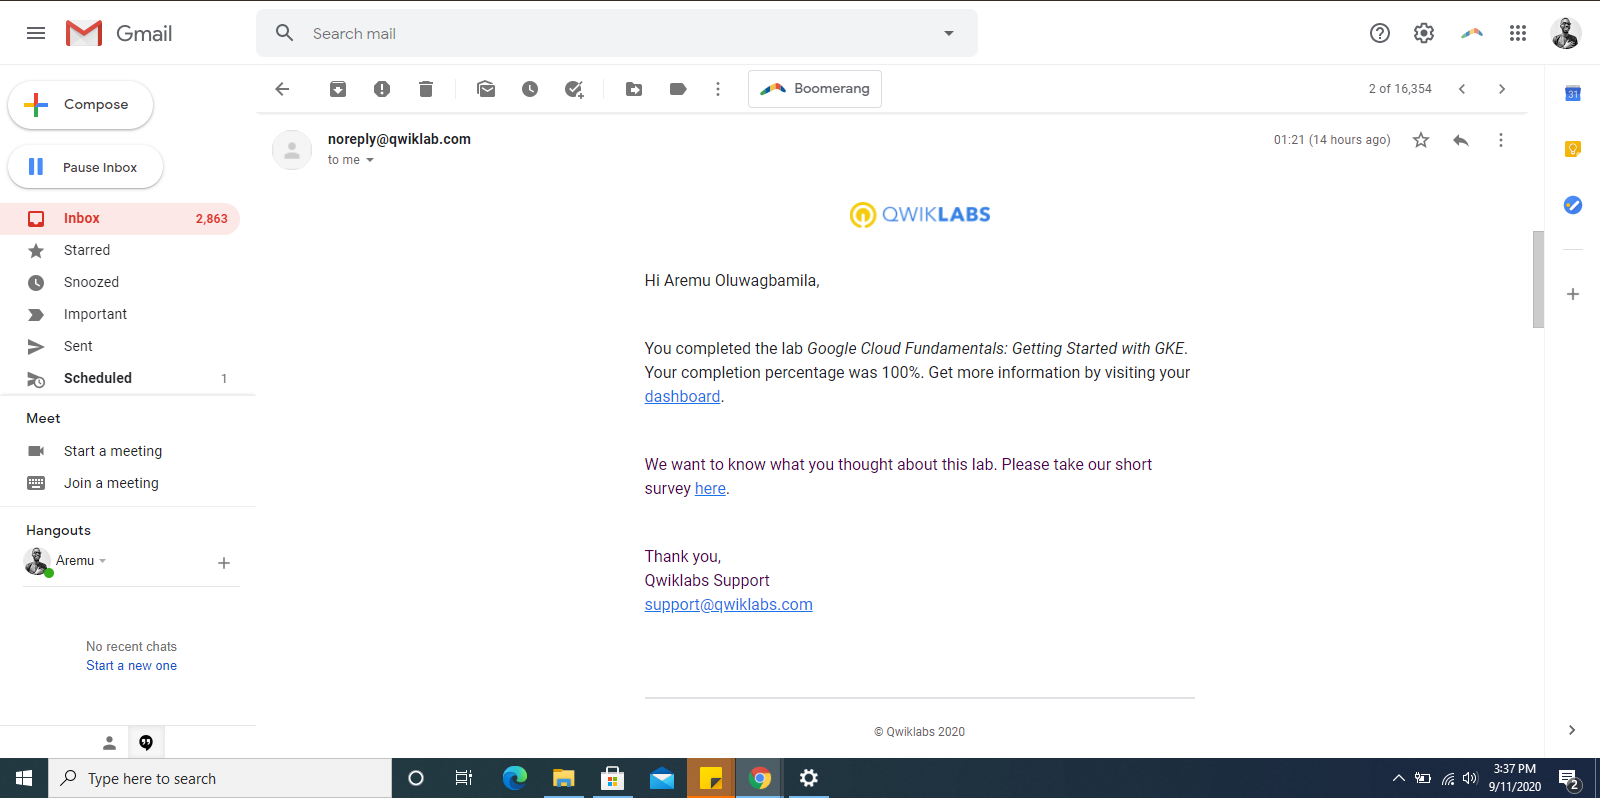 Gmail
Search mail
Compose
Pause Inbox
Inbox 2,863
Starred
Snoozed
Important
Sent
Scheduled 1
Meet
Start a meeting
Join a meeting
Hangouts
Aremu
No recent chats
Start a new one
Boomerang
2 of 16,354
31
noreply@qwiklab.com
to me
01:21 (14 hours ago)
QWIKLABS
Hi Aremu Oluwagbamila,
You completed the lab Google Cloud Fundamentals: Getting Started with GKE.
Your completion percentage was 100%. Get more information by visiting your
dashboard.
We want to know what you thought about this lab. Please take our short
survey here.
Thank you,
Qwiklabs Support
support@qwiklabs.com
© Qwiklabs 2020
Type here to search
3:37 PM
9/11/2020
2